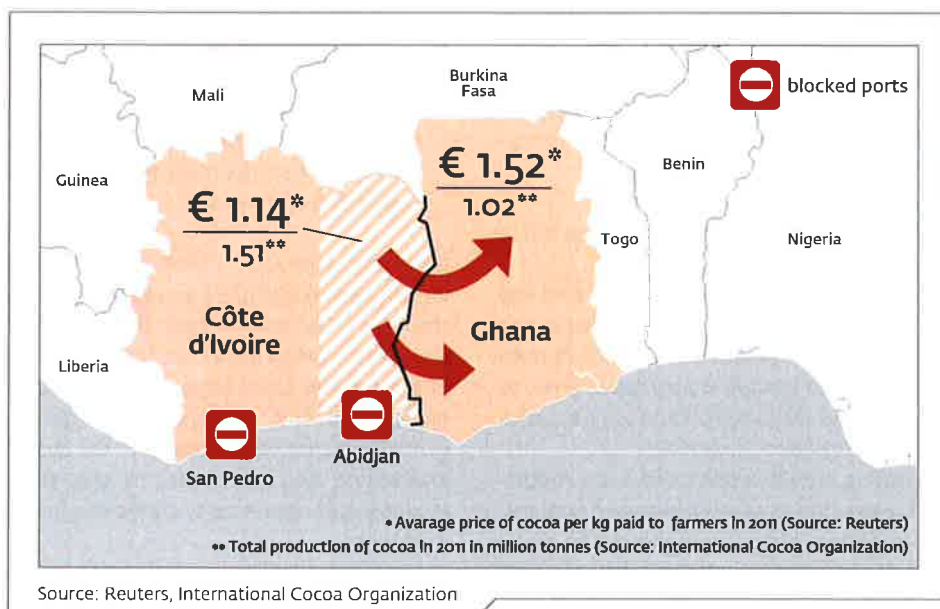 Mali
Burkina
Fasa
blocked ports
Guinea
€ 1.14*
1.51**
€ 1.52*
1.02**
Benin
Togo
Nigeria
Côte
d'Ivoire
Ghana
Liberia
San Pedro
Abidjan
* Avarage price of cocoa per kg paid to farmers in 2011 (Source: Reuters)
** Total production of cocoa in 2011 in million tonnes (Source: International Cocoa Organization)
Source: Reuters, International Cocoa Organization